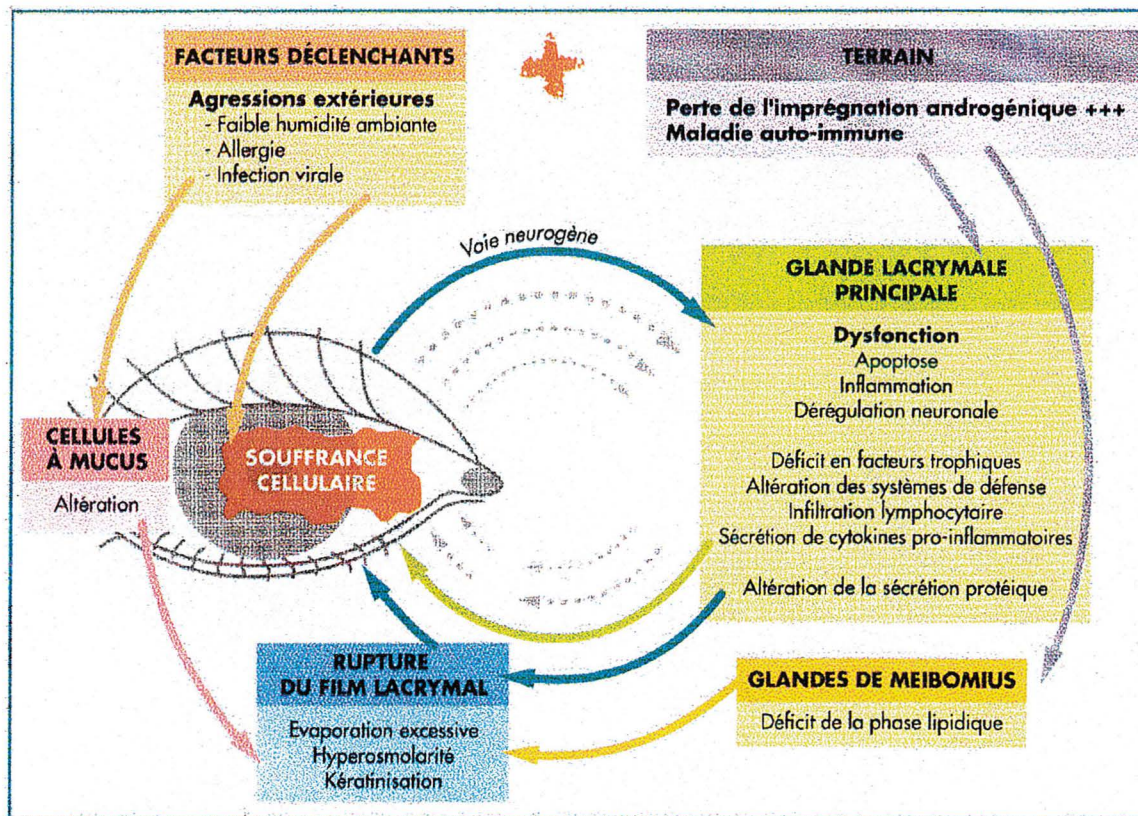 FACTEURS DÉCLENCHANTS
Agressions extérieures
- Faible humidité ambiante
- Allergie
- Infection virale
TERRAIN
Perte de l'imprégnation androgénique +++
Maladie auto-immune
Voie neurogène
GLANDE LACRYMALE
PRINCIPALE
Dysfonction
Apoptose
Inflammation
Dérégulation neuronale
Déficit en facteurs trophiques
Altération des systèmes de défense
Infiltration lymphocytaire
Sécrétion de cytokines pro-inflammatoires
Altération de la sécrétion protéique
CELLULES
À MUCUS
Altération
SOUFFRANCE
CELLULAIRE
RUPTURE
DU FILM LACRYMAL
Evaporation excessive
Hyperosmolarité
Kératinisation
GLANDES DE MEIBOMIUS
Déficit de la phase lipidique